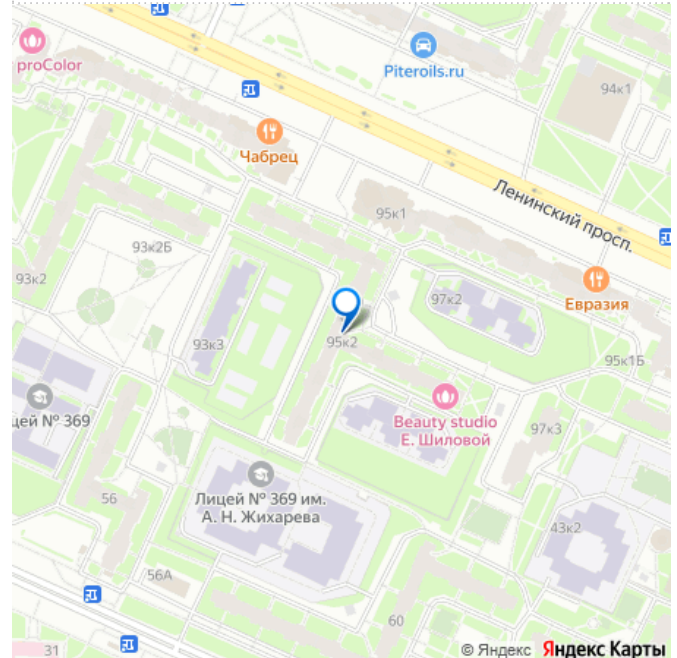 proColor
Piteroils.ru
94к1
Чабрец
Ленинский просп.
95к1
93к2Б
93к2
97к2
Евразия
93к3
95к2
95к1Б
Beauty studio
Е. Шиловой
цей № 369
97к3
Лицей № 369 им.
А. Н. Жихарева
56
43к2
56А
60
31
© Яндекс Яндекс Карты